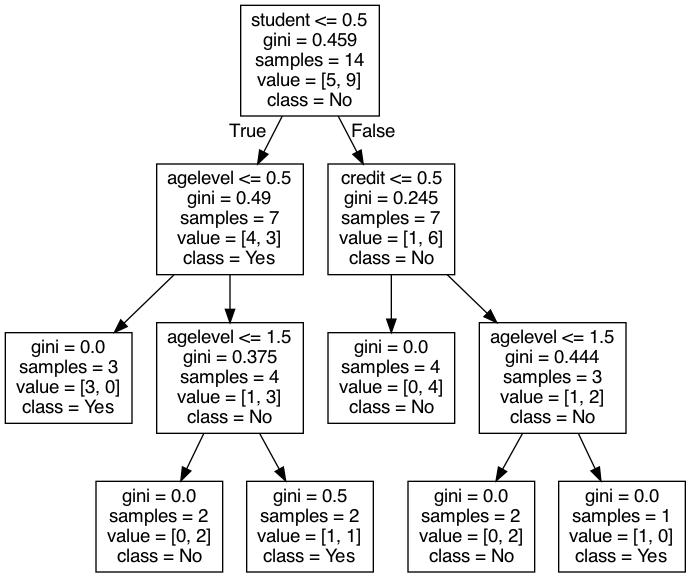 student <= 0.5
gini = 0.459
samples = 14
value = [5, 9]
class = No
True
False
agelevel <= 0.5
gini = 0.49
samples = 7
value = [4, 3]
class = Yes
credit <= 0.5
gini = 0.245
samples = 7
value = [1, 6]
class = No
gini = 0.0
samples = 3
value = [3, 0]
class = Yes
agelevel <= 1.5
gini = 0.375
samples = 4
value = [1, 3]
class = No
gini = 0.0
samples = 4
value = [0, 4]
class = No
agelevel <= 1.5
gini = 0.444
samples = 3
value = [1, 2]
class = No
gini = 0.0
samples = 2
value = [0, 2]
class = No
gini = 0.5
samples = 2
value = [1, 1]
class = Yes
gini = 0.0
samples = 2
value = [0, 2]
class = No
gini = 0.0
samples = 1
value = [1, 0]
class = Yes